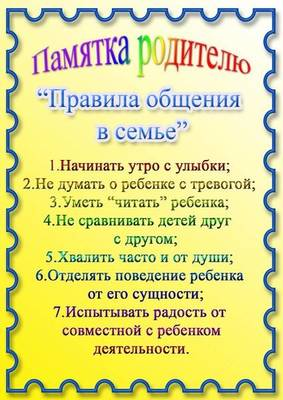 Памятка родителю
“Правила общения
в семье”
1.Начинать утро с улыбки;
2.Не думать о ребенке с тревогой;
3.Уметь “читать” ребенка;
4.Не сравнивать детей друг
с другом;
5.Хвалить часто и от души;
6.Отделять поведение ребенка
от его сущности;
7.Испытывать радость от
совместной с ребенком
деятельности.